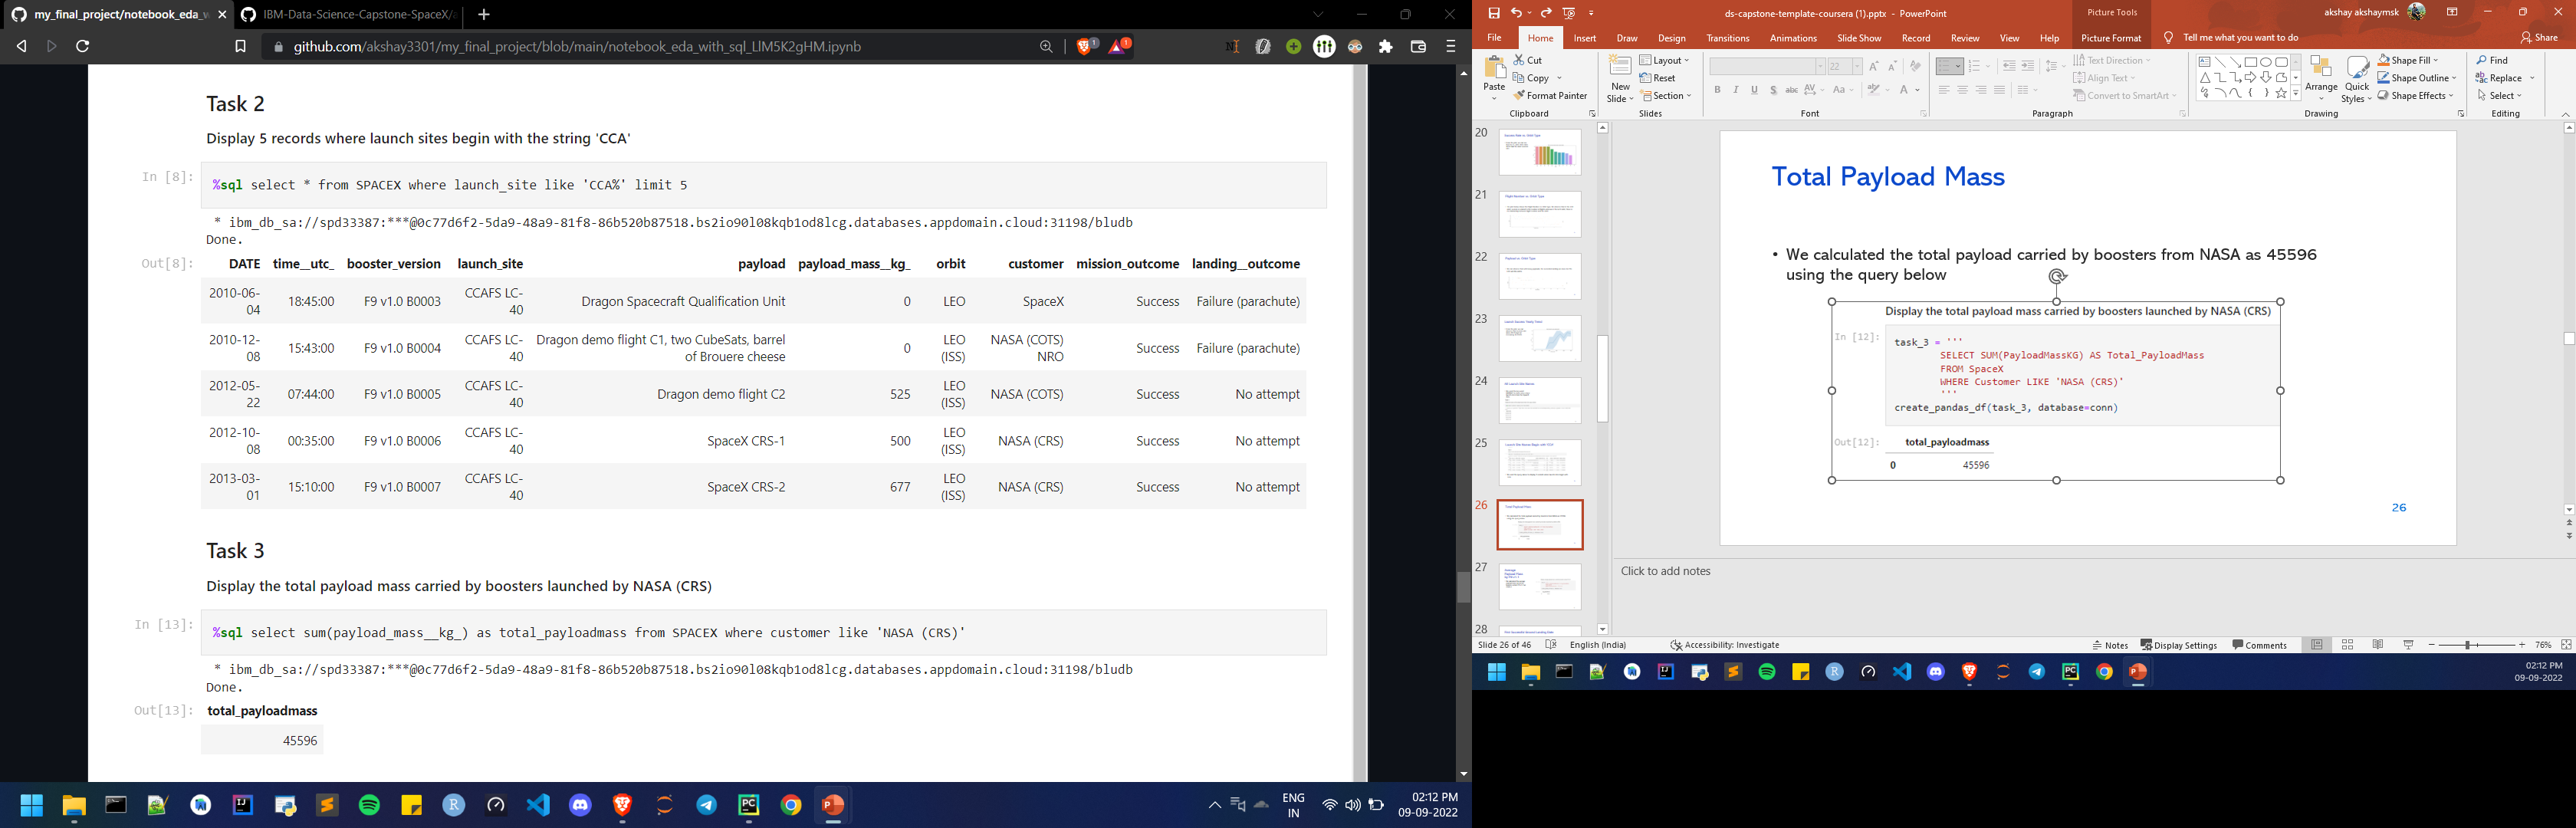 my_final_project/notebook_eda_w
IBM-Data-Science-Capstone-SpaceX/
github.com/akshay3301/my_final_project/blob/main/notebook_eda_with_sql_LIM5K2gHM.ipynb
Task 2
Display 5 records where launch sites begin with the string 'CCA'
In [8]:
%sql select * from SPACEX where launch_site like 'CCA%' limit 5
* ibm_db_sa://spd33387:***@0c77d6f2-5da9-48a9-81f8-86b520b87518.bs2io90l08kqb1od8lcg.databases.appdomain.cloud:31198/bludb
Done.
Out[8]:
DATE time__utc_ booster_version launch_site payload payload_mass__kg_ orbit customer mission_outcome landing__outcome
2010-06-04 18:45:00 F9 v1.0 B0003 CCAFS LC-40 Dragon Spacecraft Qualification Unit 0 LEO SpaceX Success Failure (parachute)
2010-12-08 15:43:00 F9 v1.0 B0004 CCAFS LC-40 Dragon demo flight C1, two CubeSats, barrel of Brouere cheese 0 LEO (ISS) NASA (COTS) NRO Success Failure (parachute)
2012-05-22 07:44:00 F9 v1.0 B0005 CCAFS LC-40 Dragon demo flight C2 525 LEO (ISS) NASA (COTS) Success No attempt
2012-10-08 00:35:00 F9 v1.0 B0006 CCAFS LC-40 SpaceX CRS-1 500 LEO (ISS) NASA (CRS) Success No attempt
2013-03-01 15:10:00 F9 v1.0 B0007 CCAFS LC-40 SpaceX CRS-2 677 LEO (ISS) NASA (CRS) Success No attempt
Task 3
Display the total payload mass carried by boosters launched by NASA (CRS)
In [13]:
%sql select sum(payload_mass__kg_) as total_payloadmass from SPACEX where customer like 'NASA (CRS)'
* ibm_db_sa://spd33387:***@0c77d6f2-5da9-48a9-81f8-86b520b87518.bs2io90l08kqb1od8lcg.databases.appdomain.cloud:31198/bludb
Done.
Out[13]:
total_payloadmass
45596
ENG
IN
02:12 PM
09-09-2022
ds-capstone-template-coursera (1).pptx - PowerPoint
Picture Tools
akshay akshaymsk
File Home Insert Draw Design Transitions Animations Slide Show Record Review View Help Picture Format Tell me what you want to do Share
Paste
Cut
Copy
Format Painter
Clipboard
New Slide
Layout
Reset
Section
Slides
22
Font
Text Direction
Align Text
Convert to SmartArt
Paragraph
Arrange
Quick Styles
Shape Fill
Shape Outline
Shape Effects
Drawing
Find
Replace
Select
Editing
20
21
22
23
24
25
26
27
28
Total Payload Mass
• We calculated the total payload carried by boosters from NASA as 45596
using the query below
Display the total payload mass carried by boosters launched by NASA (CRS)
In [12]:
task_3 = '''
SELECT SUM(PayloadMassKG) AS Total_PayloadMass
FROM SpaceX
WHERE Customer LIKE 'NASA (CRS)'
'''
create_pandas_df(task_3, database=conn)
Out[12]:
total_payloadmass
0 45596
26
Click to add notes
Slide 26 of 46 English (India) Accessibility: Investigate Notes Display Settings Comments 76%
02:12 PM
09-09-2022